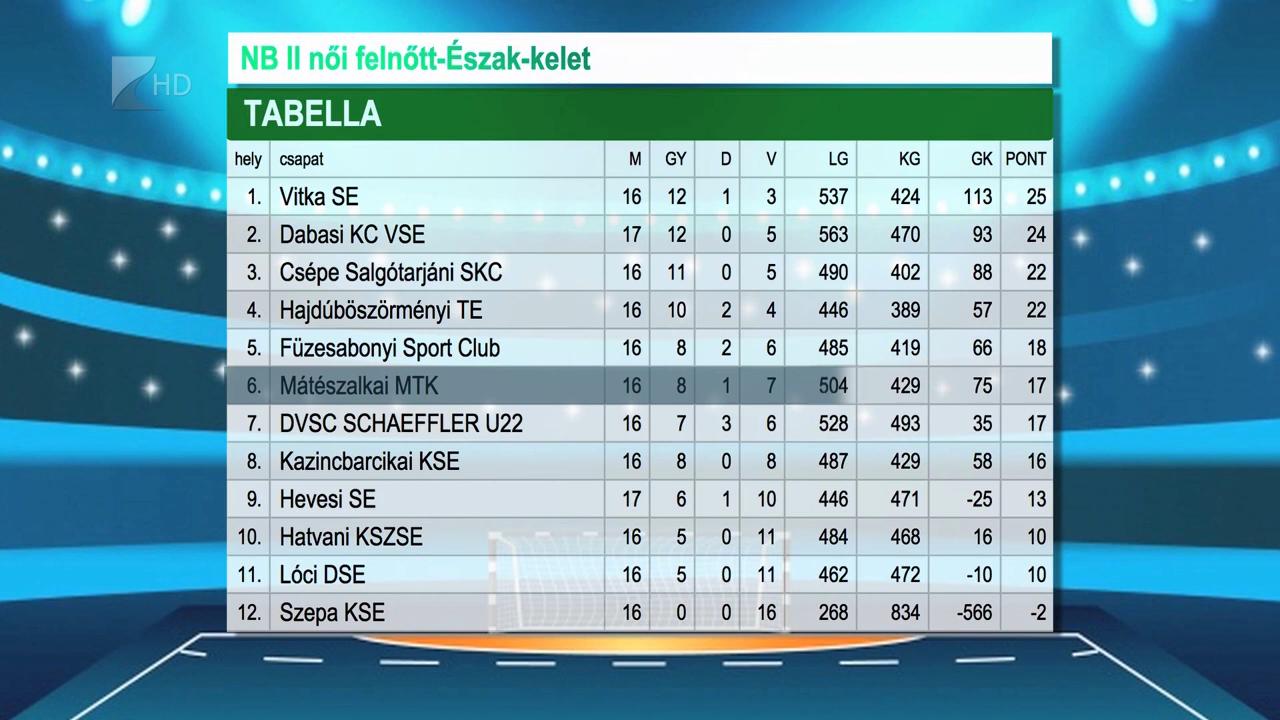 NB II női felnőtt-Észak-kelet
HD
TABELLA
hely csapat M GY D V LG KG GK PONT
1. Vitka SE 16 12 1 3 537 424 113 25
2. Dabasi KC VSE 17 12 0 5 563 470 93 24
3. Csépe Salgótarjáni SKC 16 11 0 5 490 402 88 22
4. Hajdúböszörményi TE 16 10 2 4 446 389 57 22
5. Füzesabonyi Sport Club 16 8 2 6 485 419 66 18
6. Mátészalkai MTK 16 8 1 7 504 429 75 17
7. DVSC SCHAEFFLER U22 16 7 3 6 528 493 35 17
8. Kazincbarcikai KSE 16 8 0 8 487 429 58 16
9. Hevesi SE 17 6 1 10 446 471 -25 13
10. Hatvani KSZSE 16 5 0 11 484 468 16 10
11. Lóci DSE 16 5 0 11 462 472 -10 10
12. Szepa KSE 16 0 0 16 268 834 -566 -2